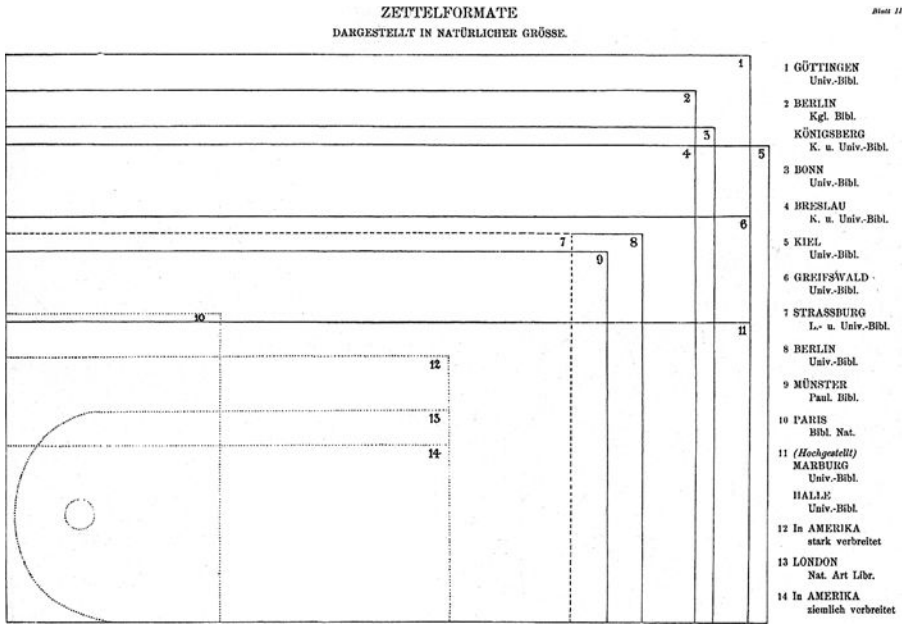 ZETTELFORMATE
Blatt II
DARGESTELLT IN NATÜRLICHER GRÖSSE.
1
2
3
4
5
6
7
8
9
10
11
12
13
14
1 GÖTTINGEN
Univ.-Bibl.
2 BERLIN
Kgl. Bibl.
KÖNIGSBERG
K. u. Univ.-Bibl.
3 BONN
Univ.-Bibl.
4 BRESLAU
K. u. Univ.-Bibl.
5 KIEL
Univ.-Bibl.
6 GREIFSWALD
Univ.-Bibl.
7 STRASSBURG
L.- u. Univ.-Bibl.
8 BERLIN
Univ.-Bibl.
9 MÜNSTER
Paul. Bibl.
10 PARIS
Bibl. Nat.
11 (Hochgestellt)
MARBURG
Univ.-Bibl.
HALLE
Univ.-Bibl.
12 In AMERIKA
stark verbreitet
13 LONDON
Nat. Art Libr.
14 In AMERIKA
ziemlich verbreitet